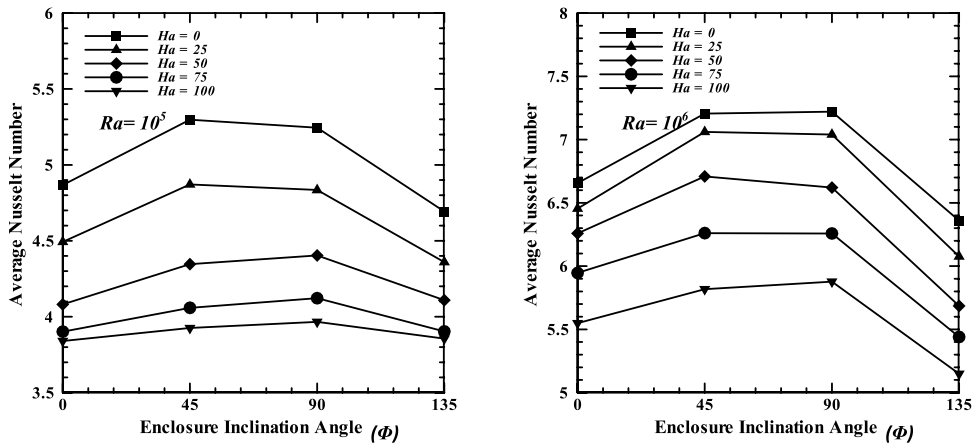 6
5.5
5
4.5
4
3.5
Average Nusselt Number
Ha = 0
Ha = 25
Ha = 50
Ha = 75
Ha = 100
Ra= 10^5
0 45 90 135
Enclosure Inclination Angle (Φ)
8
7.5
7
6.5
6
5.5
5
Average Nusselt Number
Ha = 0
Ha = 25
Ha = 50
Ha = 75
Ha = 100
Ra= 10^6
0 45 90 135
Enclosure Inclination Angle (Φ)